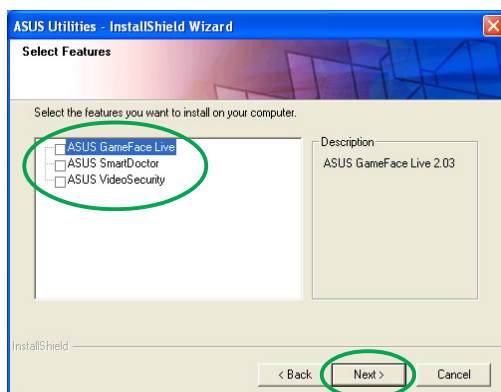 ASUS Utilities - InstallShield Wizard
Select Features
Select the features you want to install on your computer.
ASUS GameFace Live
ASUS SmartDoctor
ASUS VideoSecurity
Description
ASUS GameFace Live 2.03
InstallShield
< Back
Next >
Cancel